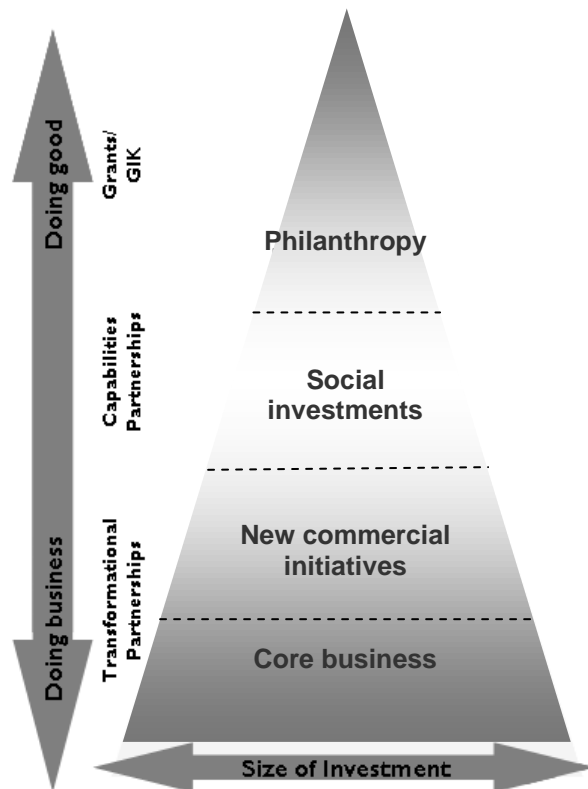 Doing good
Grants/
GIK
Philanthropy
Capabilities
Partnerships
Social
investments
Doing business
Transformational
Partnerships
New commercial
initiatives
Core business
Size of Investment